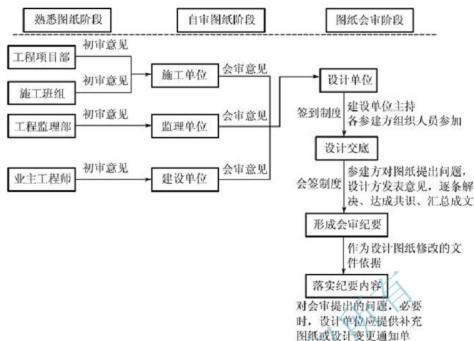 熟悉图纸阶段
自审图纸阶段
图纸会审阶段
工程项目部
初审意见
施工班组
初审意见
施工单位
会审意见
工程监理部
初审意见
监理单位
会审意见
业主工程师
初审意见
建设单位
会审意见
设计单位
签到制度
建设单位主持
各参建方组织人员参加
设计交底
会签制度
参建方对图纸提出问题,
设计方发表意见,逐条解
决、达成共识、汇总成文
形成会审纪要
作为设计图纸修改的文
件依据
落实纪要内容
对会审提出的问题,必要
时,设计单位应提供补充
图纸或设计变更通知单
所有